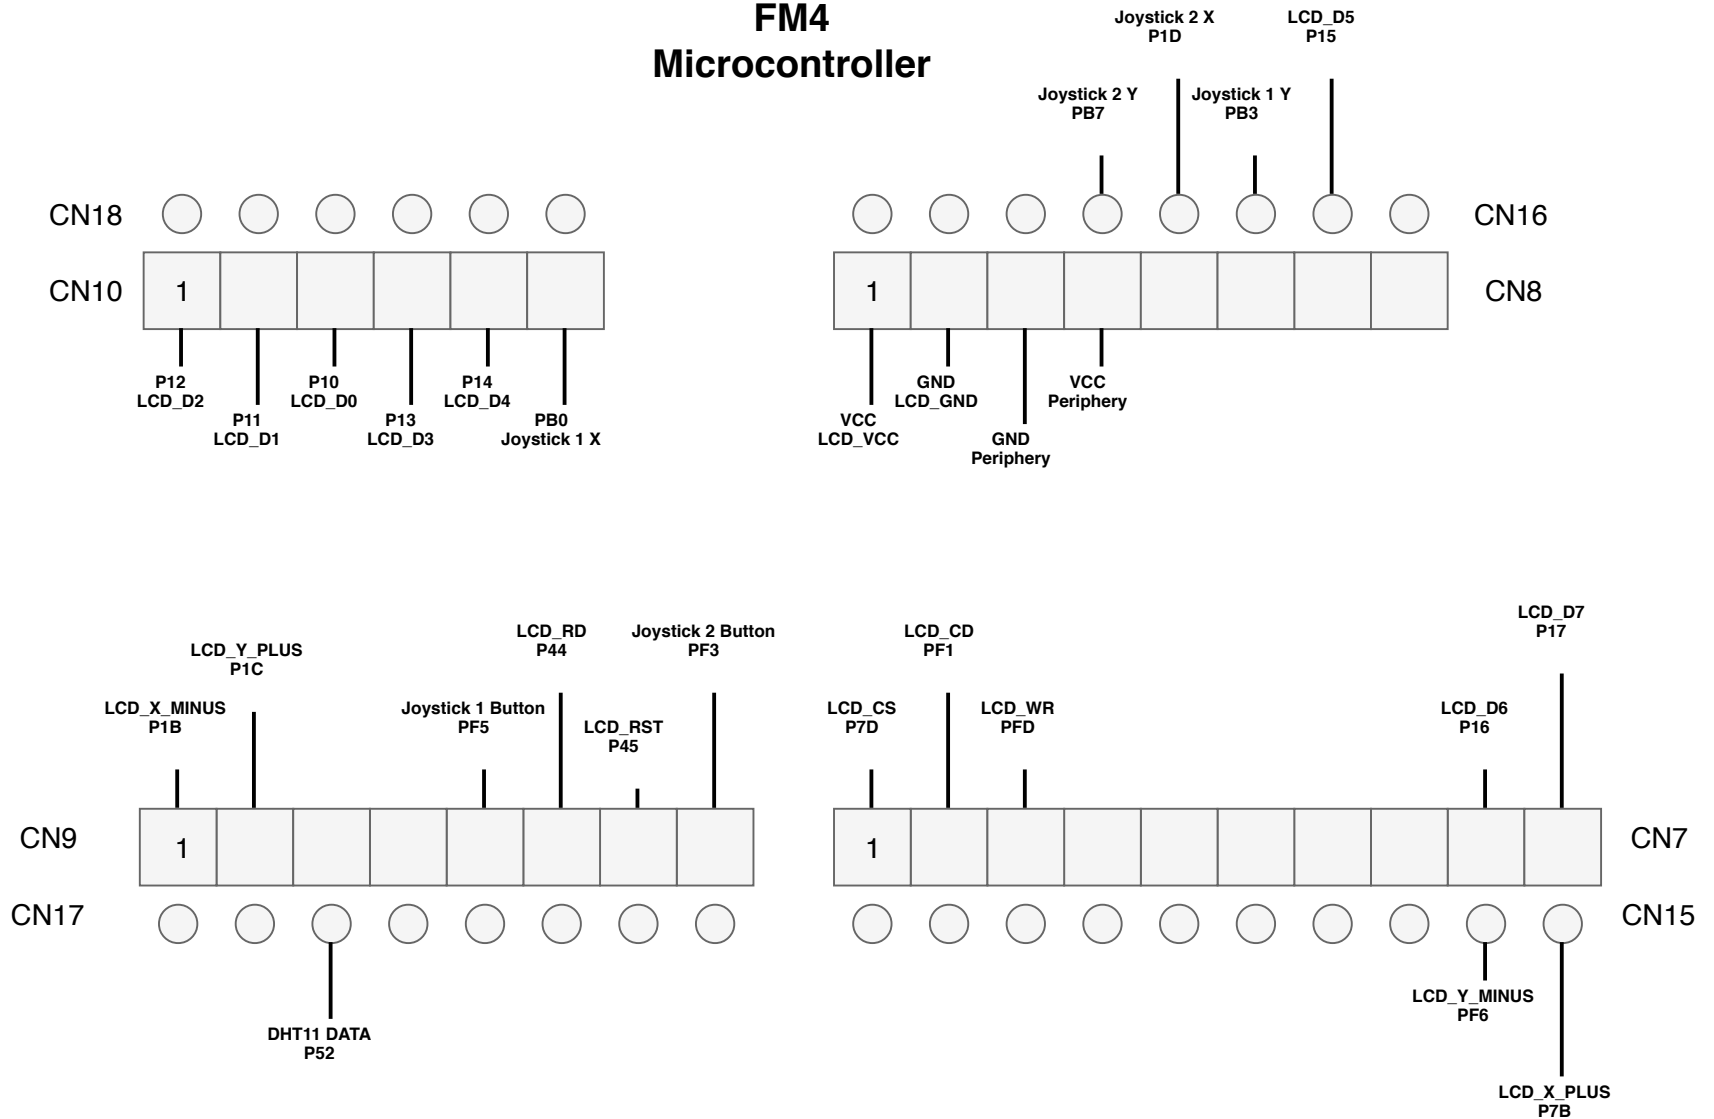 FM4
Microcontroller
Joystick 2 X
P1D
LCD_D5
P15
Joystick 2 Y
PB7
Joystick 1 Y
PB3
CN18
CN16
CN10
1
1
CN8
P12
LCD_D2
P11
LCD_D1
P10
LCD_D0
P13
LCD_D3
P14
LCD_D4
PB0
Joystick 1 X
VCC
LCD_VCC
GND
LCD_GND
GND
Periphery
VCC
Periphery
LCD_X_MINUS
P1B
LCD_Y_PLUS
P1C
Joystick 1 Button
PF5
LCD_RD
P44
LCD_RST
P45
Joystick 2 Button
PF3
LCD_CS
P7D
LCD_CD
PF1
LCD_WR
PFD
LCD_D6
P16
LCD_D7
P17
CN9
1
1
CN7
CN17
CN15
DHT11 DATA
P52
LCD_Y_MINUS
PF6
LCD_X_PLUS
P7B